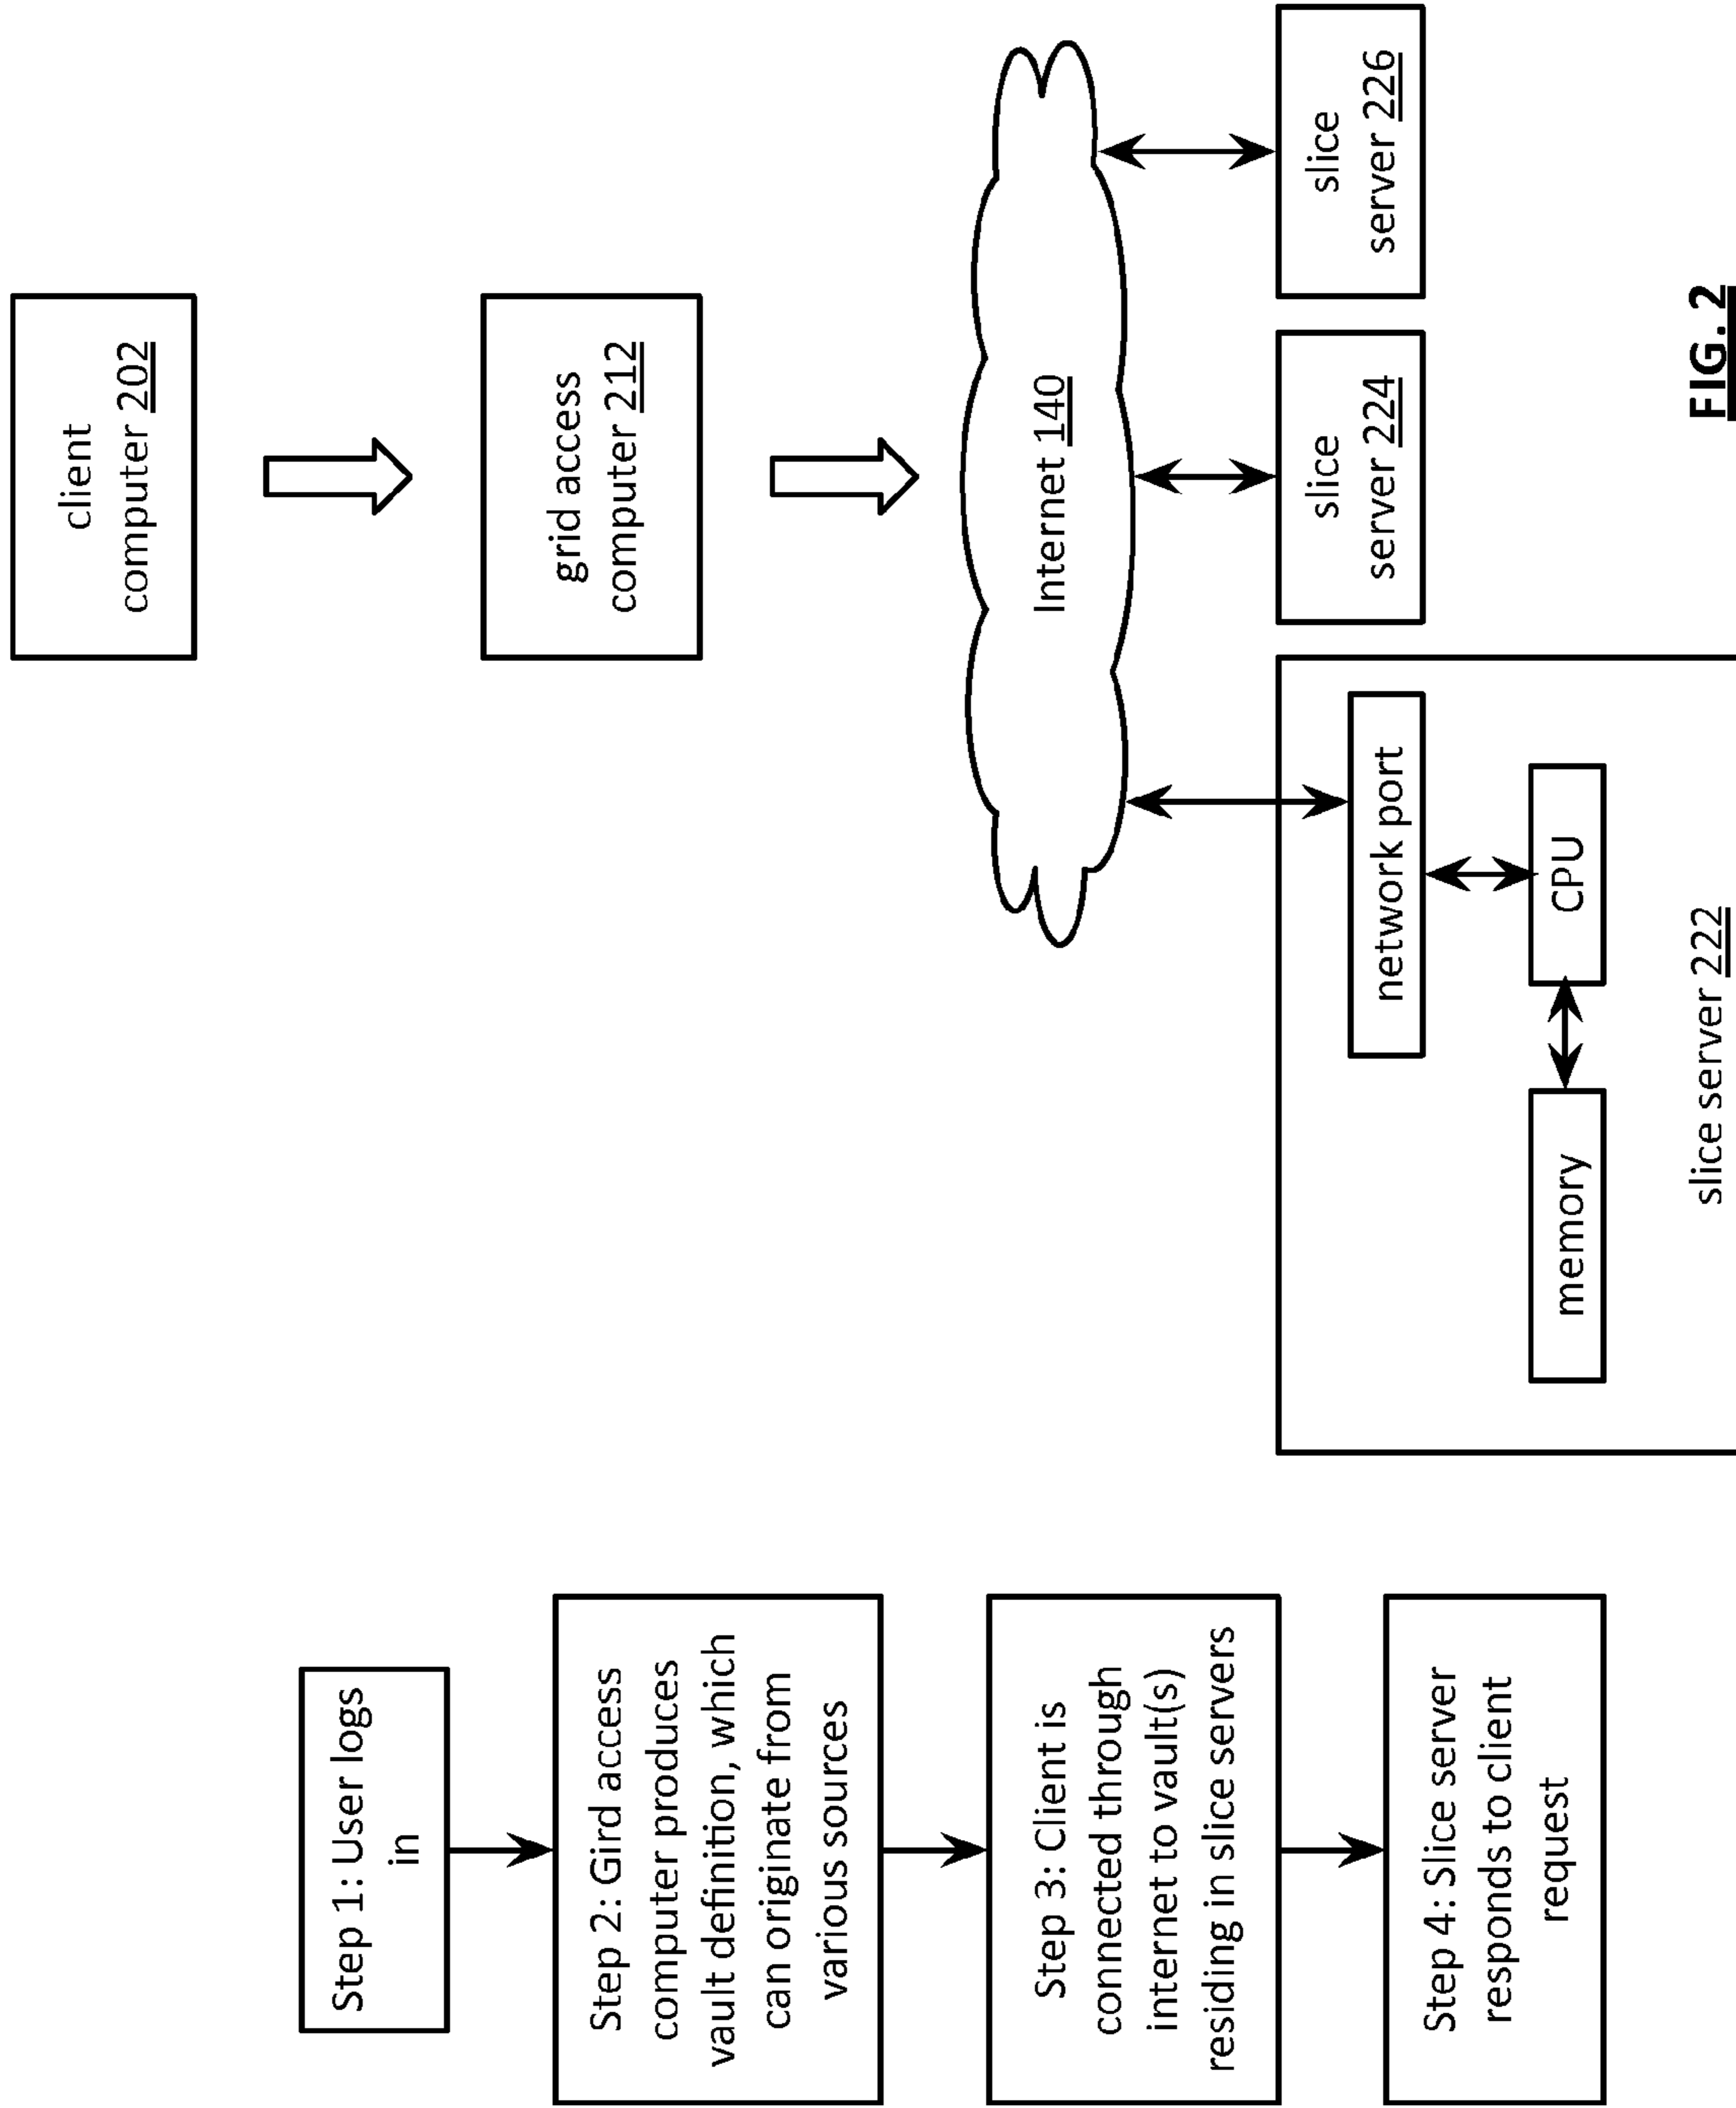 Step 1: User logs
in
Step 2: Gird access
computer produces
vault definition, which
can originate from
various sources
Step 3: Client is
connected through
internet to vault(s)
residing in slice servers
Step 4: Slice server
responds to client
request
client
computer 202
grid access
computer 212
Internet 140
network port
CPU
memory
slice server 222
slice
server 224
slice
server 226
FIG. 2